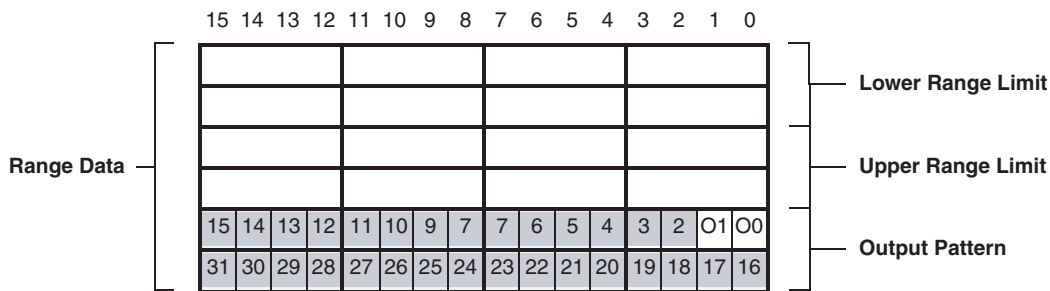 15 14 13 12 11 10 9 8 7 6 5 4 3 2 1 0
Lower Range Limit
Range Data
Upper Range Limit
15 14 13 12 11 10 9 7 7 6 5 4 3 2 O1 O0
Output Pattern
31 30 29 28 27 26 25 24 23 22 21 20 19 18 17 16